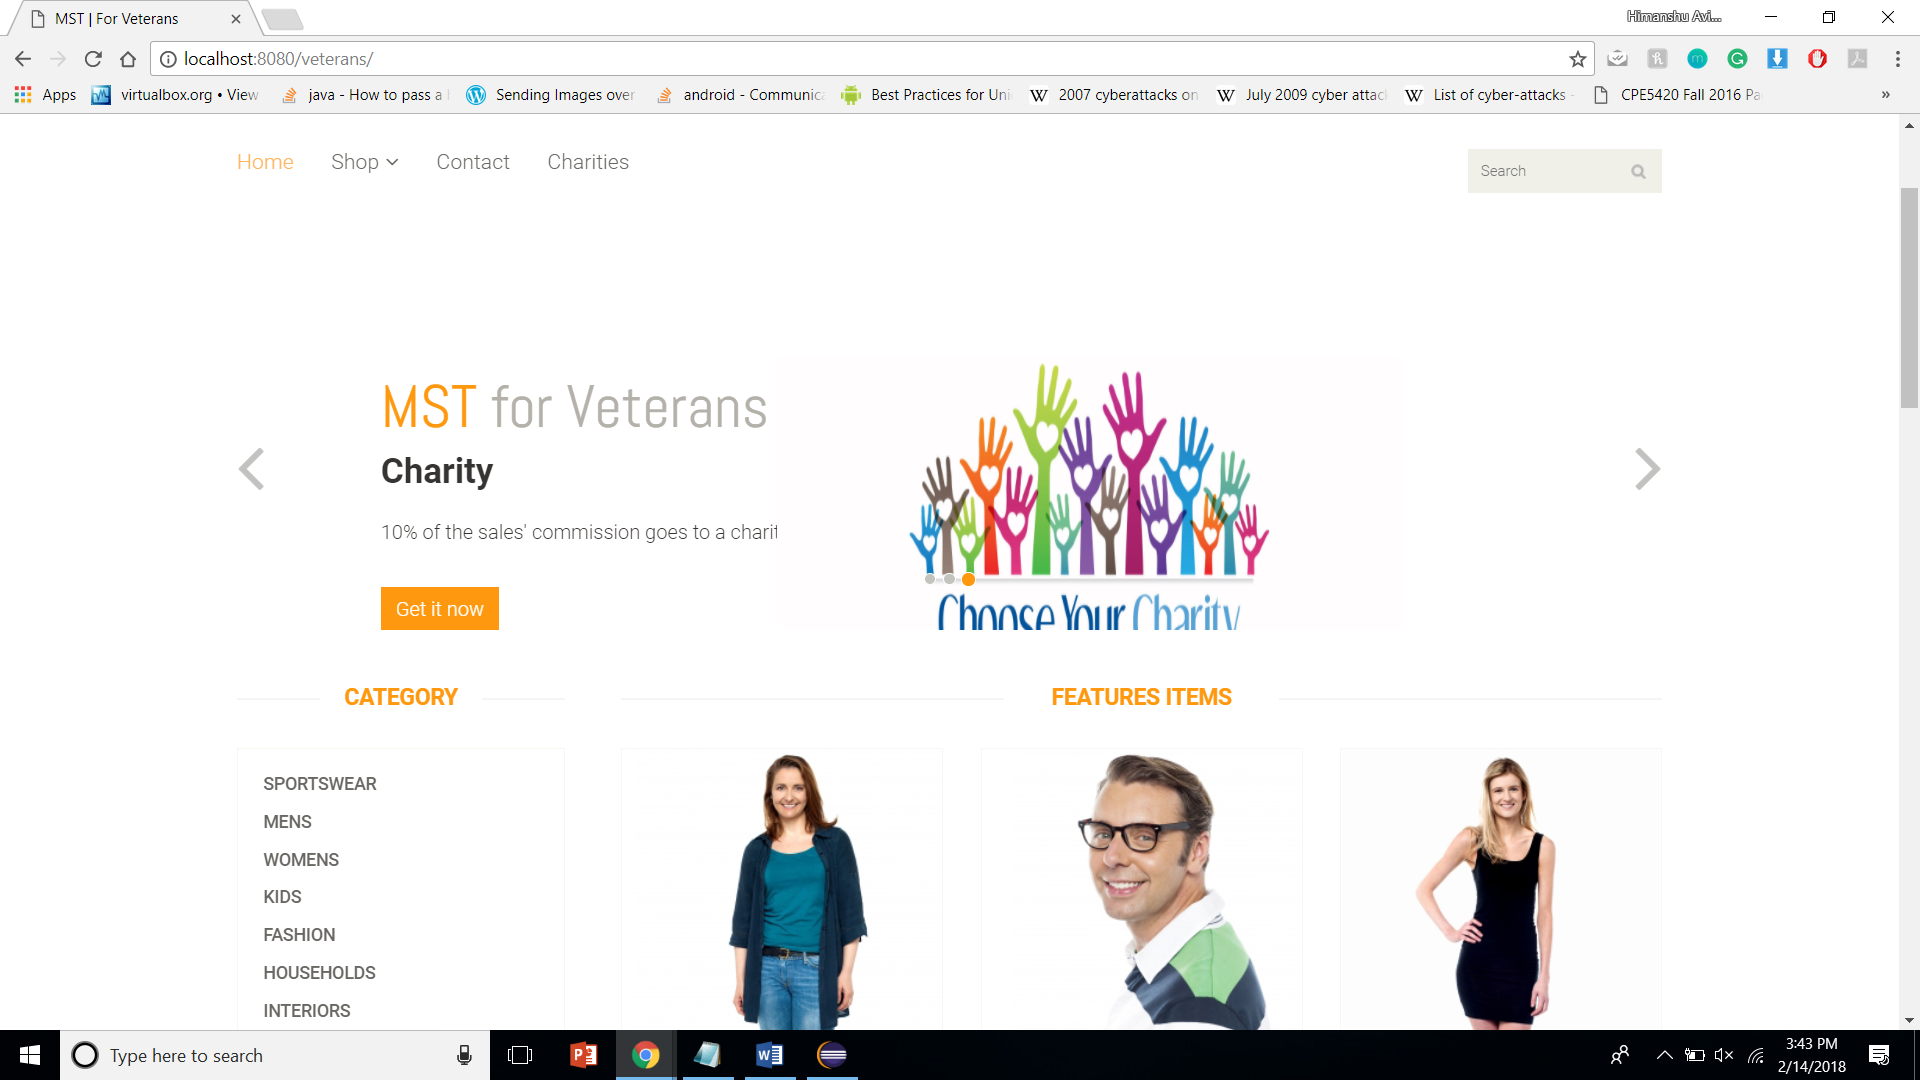 MST | For Veterans
Himanshu Avi...
localhost:8080/veterans/
Apps virtualbox.org • View java - How to pass a Sending Images over android - Communica Best Practices for Uni 2007 cyberattacks on July 2009 cyber attac List of cyber-attacks - CPE5420 Fall 2016 Pa »
Home Shop Contact Charities
Search
MST for Veterans
Charity
10% of the sales' commission goes to a charit
Get it now
Choose Your Charity
CATEGORY
FEATURES ITEMS
SPORTSWEAR
MENS
WOMENS
KIDS
FASHION
HOUSEHOLDS
INTERIORS
Type here to search
3:43 PM
2/14/2018